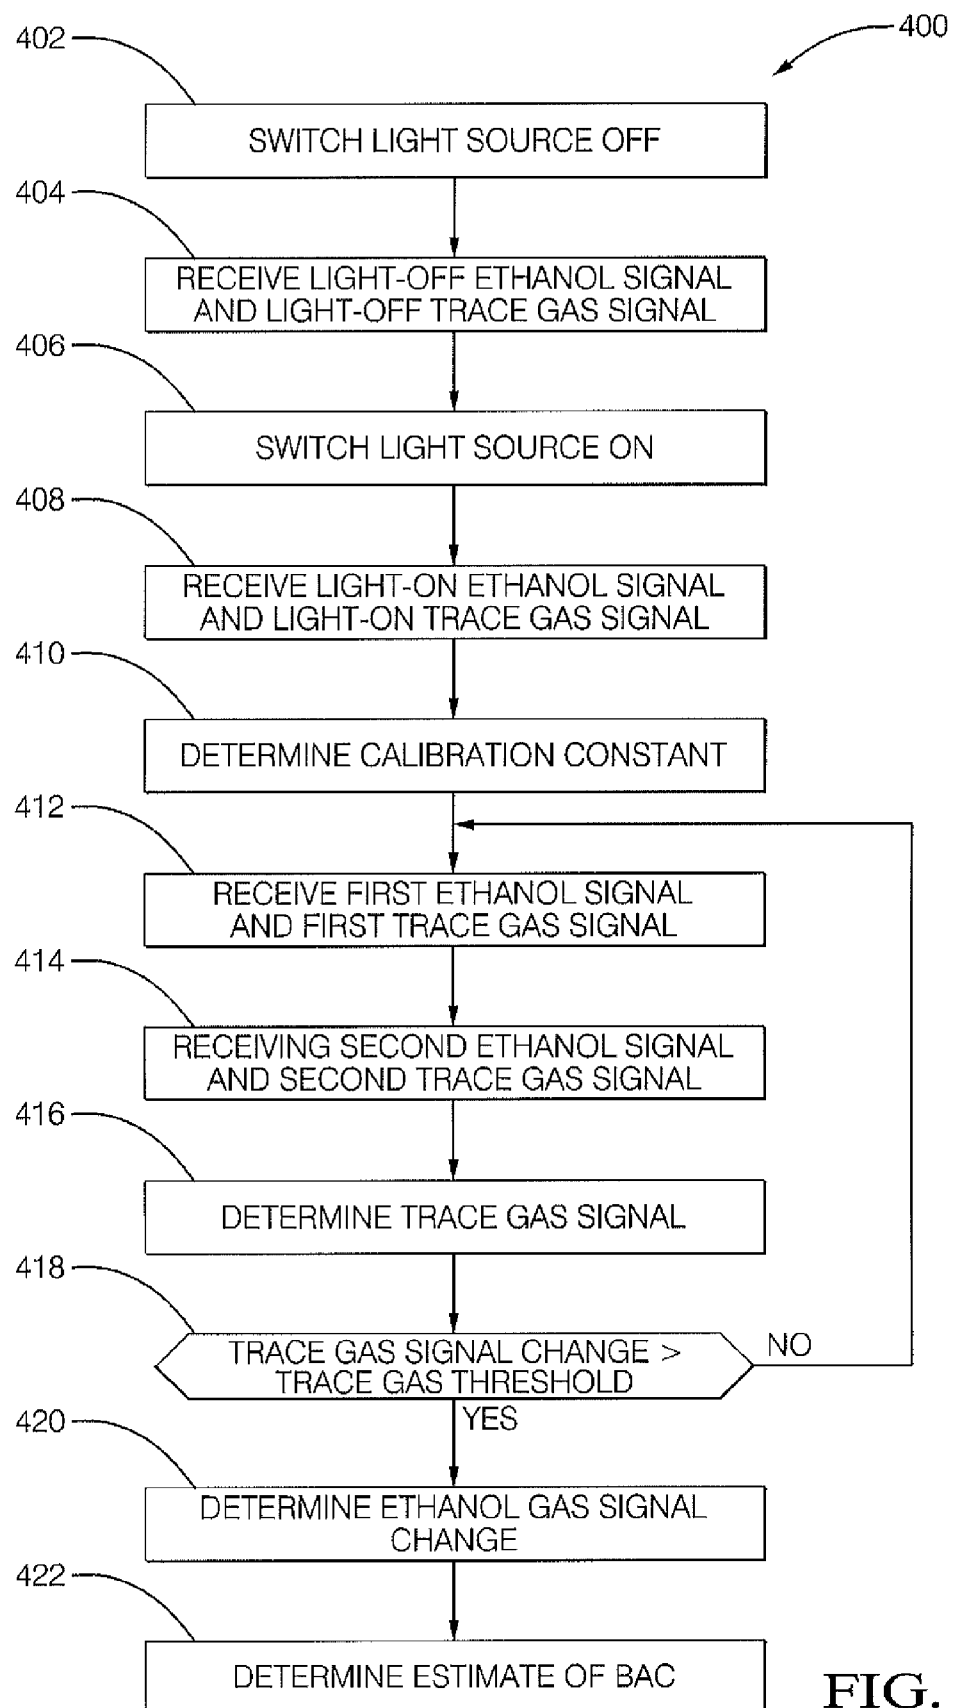 402
400
SWITCH LIGHT SOURCE OFF
404
RECEIVE LIGHT-OFF ETHANOL SIGNAL
AND LIGHT-OFF TRACE GAS SIGNAL
406
SWITCH LIGHT SOURCE ON
408
RECEIVE LIGHT-ON ETHANOL SIGNAL
AND LIGHT-ON TRACE GAS SIGNAL
410
DETERMINE CALIBRATION CONSTANT
412
RECEIVE FIRST ETHANOL SIGNAL
AND FIRST TRACE GAS SIGNAL
414
RECEIVING SECOND ETHANOL SIGNAL
AND SECOND TRACE GAS SIGNAL
416
DETERMINE TRACE GAS SIGNAL
418
TRACE GAS SIGNAL CHANGE >
TRACE GAS THRESHOLD
NO
YES
420
DETERMINE ETHANOL GAS SIGNAL
CHANGE
422
DETERMINE ESTIMATE OF BAC
FIG.